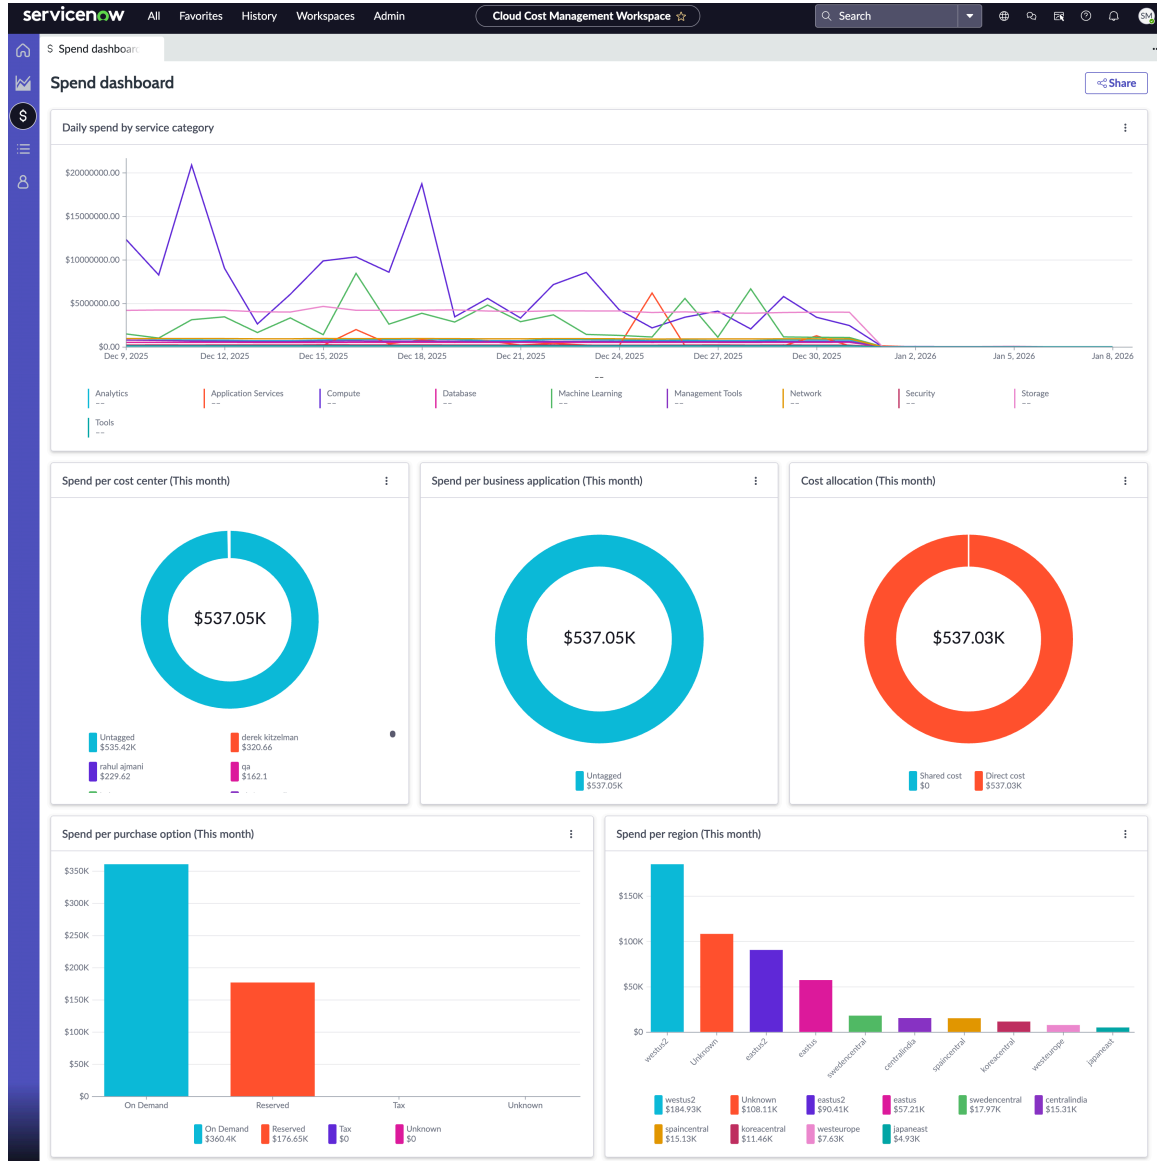 servicenow All Favorites History Workspaces Admin Cloud Cost Management Workspace Search SM
$ Spend dashboar
Spend dashboard Share
Daily spend by service category
$20000000.00
$15000000.00
$10000000.00
$5000000.00
$0.00
Dec 9, 2025 Dec 12, 2025 Dec 15, 2025 Dec 18, 2025 Dec 21, 2025 Dec 24, 2025 Dec 27, 2025 Dec 30, 2025 Jan 2, 2026 Jan 5, 2026 Jan 8, 2026
--
Analytics Application Services Compute Database Machine Learning Management Tools Network Security Storage
-- -- -- -- -- -- -- -- --
Tools
--
Spend per cost center (This month)
$537.05K
Untagged derek kitzelman
$535.42K $320.66
rahul ajmani qa
$229.62 $162.1
Spend per business application (This month)
$537.05K
Untagged
$537.05K
Cost allocation (This month)
$537.03K
Shared cost Direct cost
$0 $537.03K
Spend per purchase option (This month)
$350K
$300K
$250K
$200K
$150K
$100K
$50K
$0
On Demand Reserved Tax Unknown
On Demand Reserved Tax Unknown
$360.4K $176.65K $0 $0
Spend per region (This month)
$150K
$100K
$50K
$0
westus2 Unknown eastus2 eastus swedencentral centralindia spaincentral koreacentral westeurope japaneast
westus2 Unknown eastus2 eastus swedencentral centralindia
$184.93K $108.11K $90.41K $57.21K $17.97K $15.31K
spaincentral koreacentral westeurope japaneast
$15.13K $11.46K $7.63K $4.93K